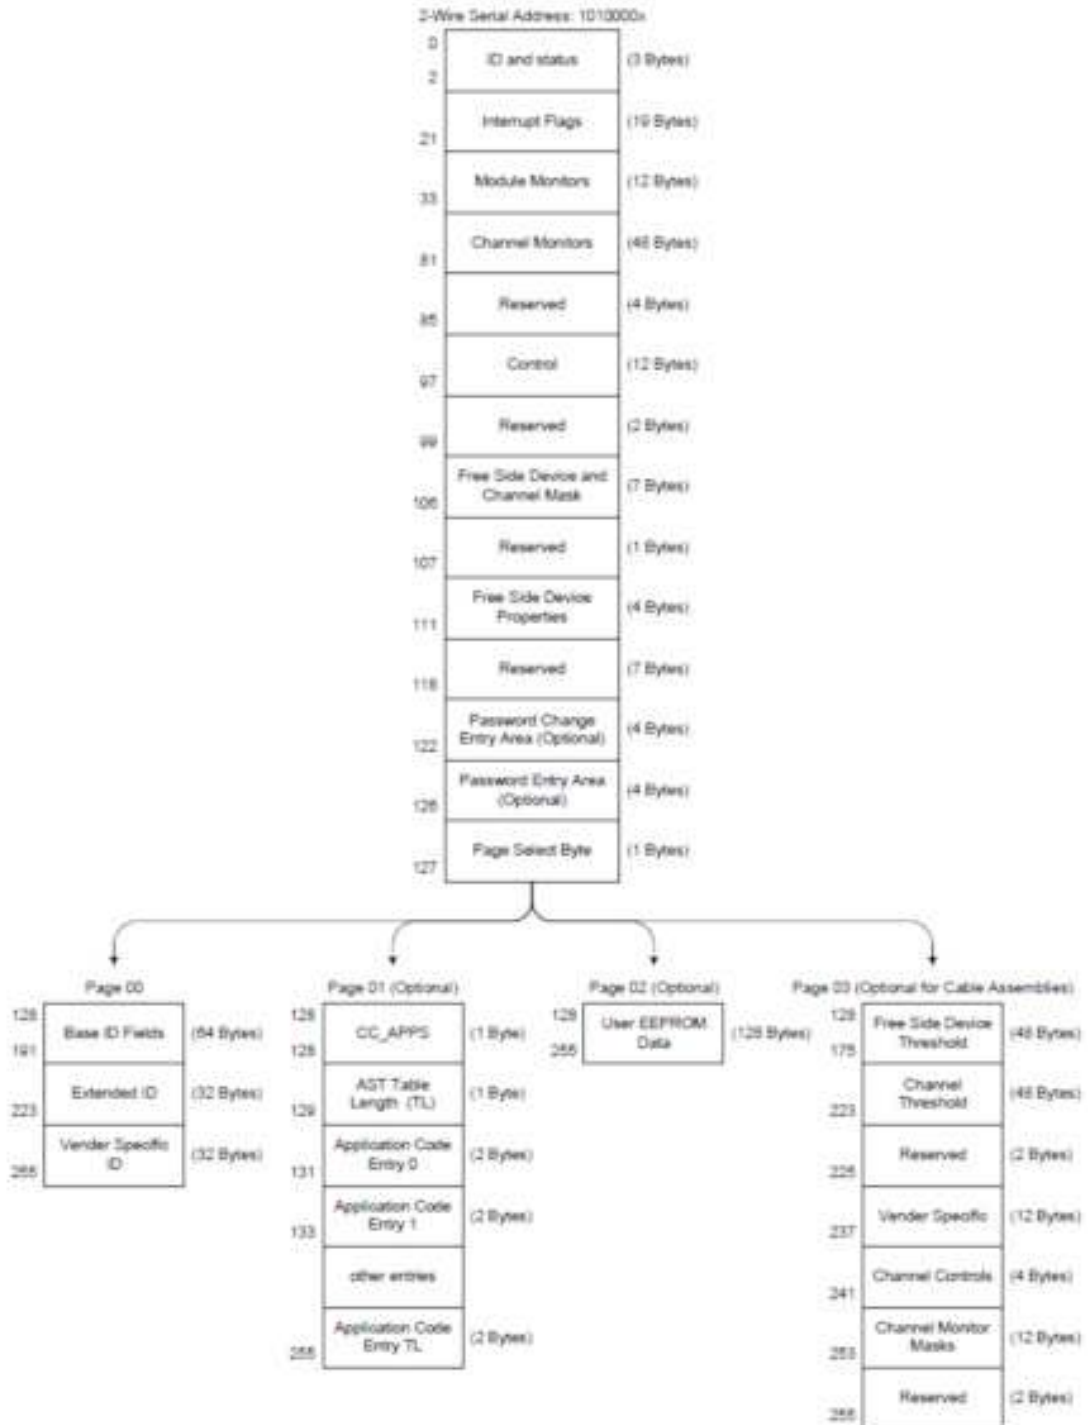 2-Wire Serial Address: 1010000x
0
ID and status
(3 Bytes)
2
Interrupt Flags
(19 Bytes)
21
Module Monitors
(12 Bytes)
33
Channel Monitors
(48 Bytes)
81
Reserved
(4 Bytes)
85
Control
(12 Bytes)
97
Reserved
(2 Bytes)
99
Free Side Device and
Channel Mask
(7 Bytes)
106
Reserved
(1 Bytes)
107
Free Side Device
Properties
(4 Bytes)
111
Reserved
(7 Bytes)
118
Password Change
Entry Area (Optional)
(4 Bytes)
122
Password Entry Area
(Optional)
(4 Bytes)
126
Page Select Byte
(1 Bytes)
127
Page 00
128
Base ID Fields
(64 Bytes)
191
Extended ID
(32 Bytes)
223
Vender Specific
ID
(32 Bytes)
255
Page 01 (Optional)
128
CC_APPS
(1 Byte)
128
AST Table
Length (TL)
(1 Byte)
129
Application Code
Entry 0
(2 Bytes)
131
Application Code
Entry 1
(2 Bytes)
133
other entries
Application Code
Entry TL
(2 Bytes)
255
Page 02 (Optional)
128
User EEPROM
Data
(128 Bytes)
255
Page 03 (Optional for Cable Assemblies)
128
Free Side Device
Threshold
(48 Bytes)
175
Channel
Threshold
(48 Bytes)
223
Reserved
(2 Bytes)
225
Vender Specific
(12 Bytes)
237
Channel Controls
(4 Bytes)
241
Channel Monitor
Masks
(12 Bytes)
253
Reserved
(2 Bytes)
255